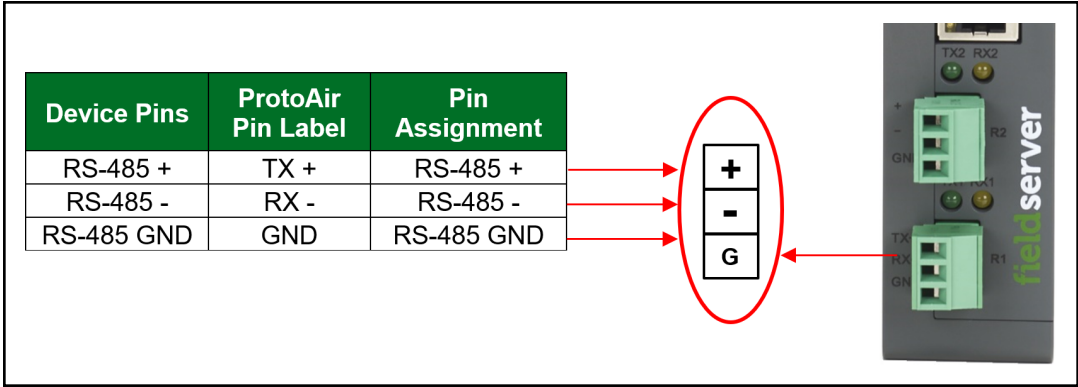 Device Pins
ProtoAir
Pin Label
Pin
Assignment
RS-485 + TX + RS-485 +
RS-485 - RX - RS-485 -
RS-485 GND GND RS-485 GND
+
-
G
TX2 RX2
+
-
R2
RX1
TX
RX
R1
GN
fieldserver